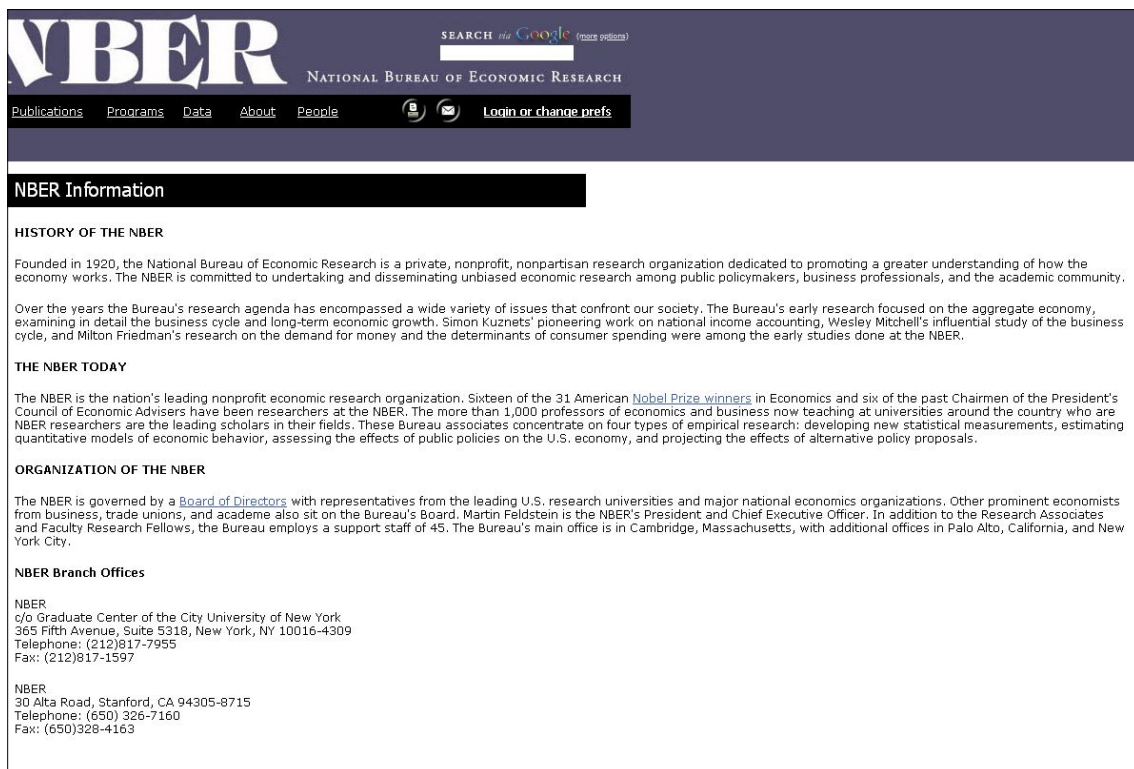 SEARCH via Google (more options)
NBER
NATIONAL BUREAU OF ECONOMIC RESEARCH
Publications Programs Data About People Login or change prefs
NBER Information
HISTORY OF THE NBER
Founded in 1920, the National Bureau of Economic Research is a private, nonprofit, nonpartisan research organization dedicated to promoting a greater understanding of how the
economy works. The NBER is committed to undertaking and disseminating unbiased economic research among public policymakers, business professionals, and the academic community.
Over the years the Bureau's research agenda has encompassed a wide variety of issues that confront our society. The Bureau's early research focused on the aggregate economy,
examining in detail the business cycle and long-term economic growth. Simon Kuznets' pioneering work on national income accounting, Wesley Mitchell's influential study of the business
cycle, and Milton Friedman's research on the demand for money and the determinants of consumer spending were among the early studies done at the NBER.
THE NBER TODAY
The NBER is the nation's leading nonprofit economic research organization. Sixteen of the 31 American Nobel Prize winners in Economics and six of the past Chairmen of the President's
Council of Economic Advisers have been researchers at the NBER. The more than 1,000 professors of economics and business now teaching at universities around the country who are
NBER researchers are the leading scholars in their fields. These Bureau associates concentrate on four types of empirical research: developing new statistical measurements, estimating
quantitative models of economic behavior, assessing the effects of public policies on the U.S. economy, and projecting the effects of alternative policy proposals.
ORGANIZATION OF THE NBER
The NBER is governed by a Board of Directors with representatives from the leading U.S. research universities and major national economics organizations. Other prominent economists
from business, trade unions, and academe also sit on the Bureau's Board. Martin Feldstein is the NBER's President and Chief Executive Officer. In addition to the Research Associates
and Faculty Research Fellows, the Bureau employs a support staff of 45. The Bureau's main office is in Cambridge, Massachusetts, with additional offices in Palo Alto, California, and New
York City.
NBER Branch Offices
NBER
c/o Graduate Center of the City University of New York
365 Fifth Avenue, Suite 5318, New York, NY 10016-4309
Telephone: (212)817-7955
Fax: (212)817-1597
NBER
30 Alta Road, Stanford, CA 94305-8715
Telephone: (650) 326-7160
Fax: (650)328-4163